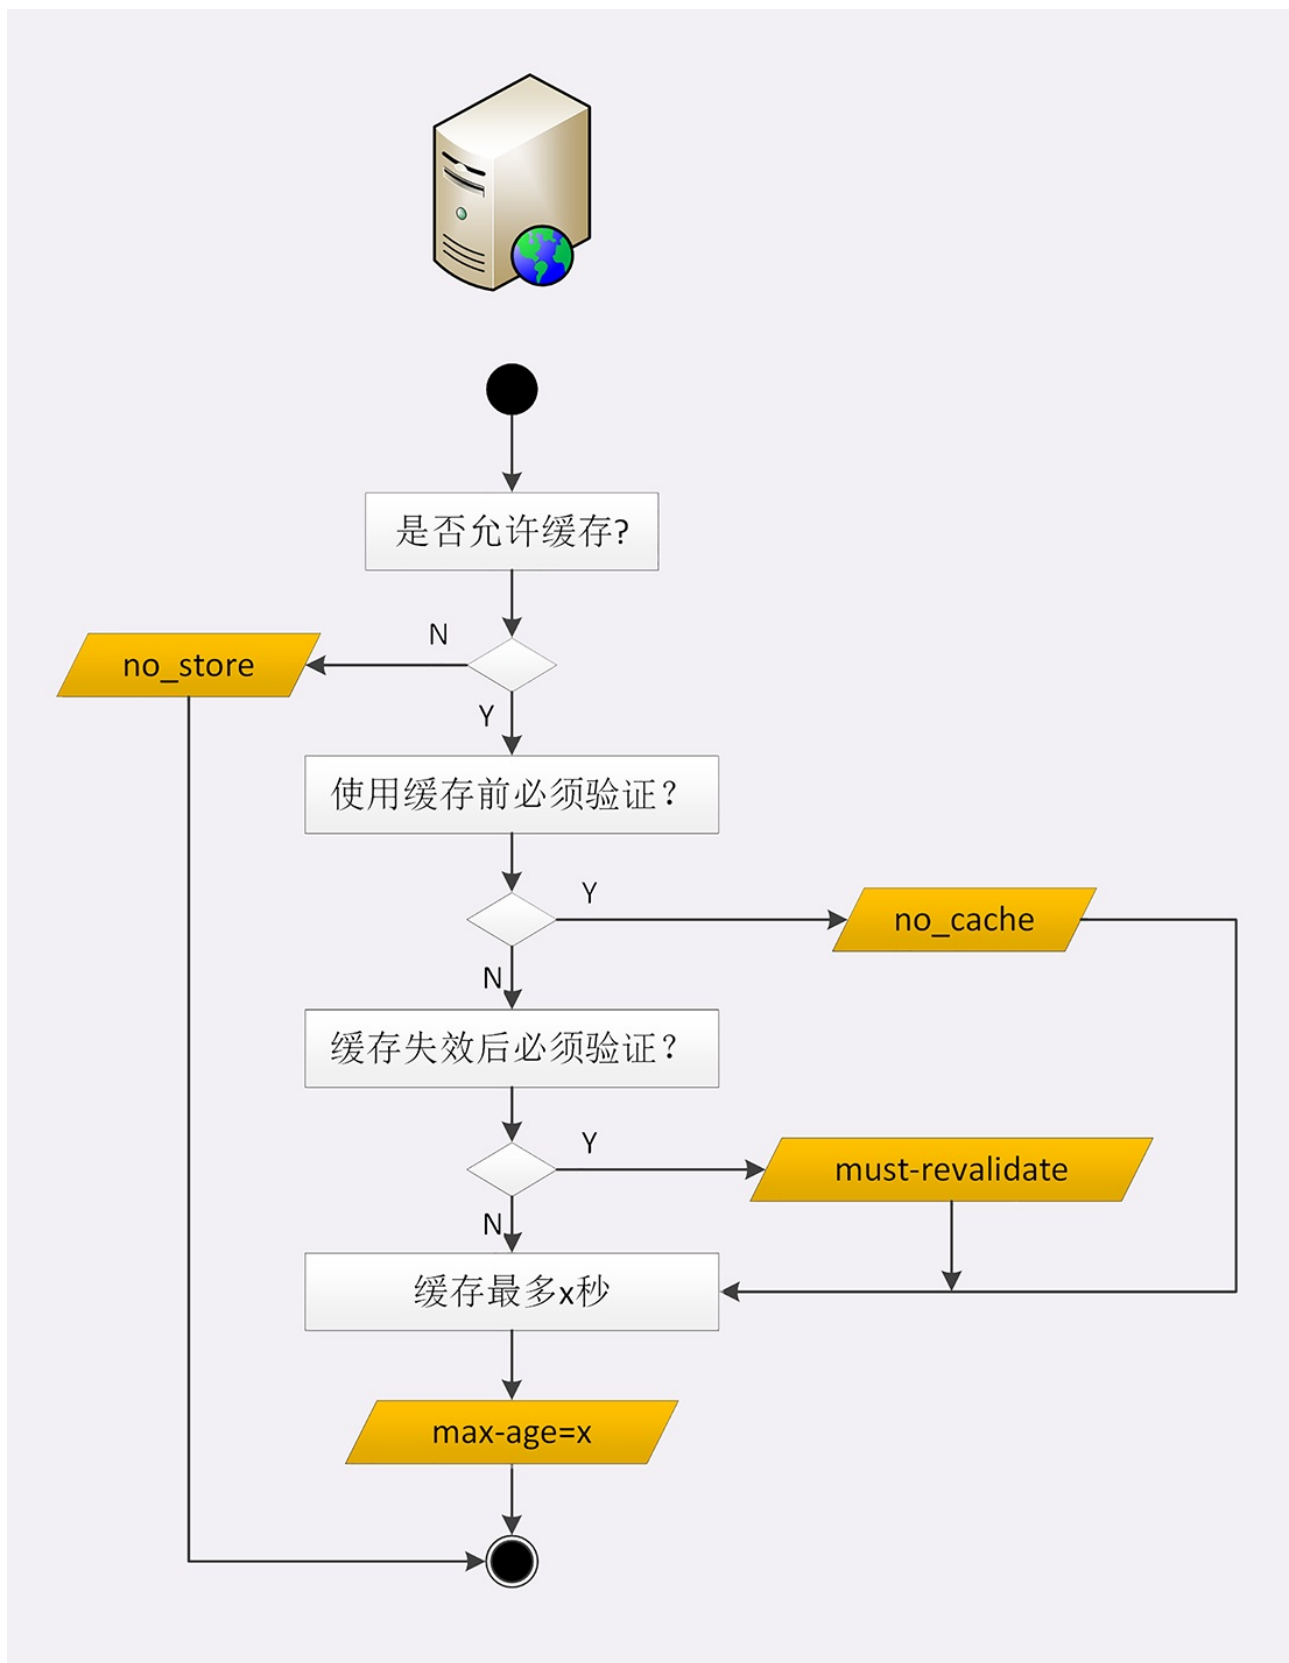 是否允许缓存?
N
no_store
Y
使用缓存前必须验证？
Y
no_cache
N
缓存失效后必须验证？
Y
must-revalidate
N
缓存最多x秒
max-age=x